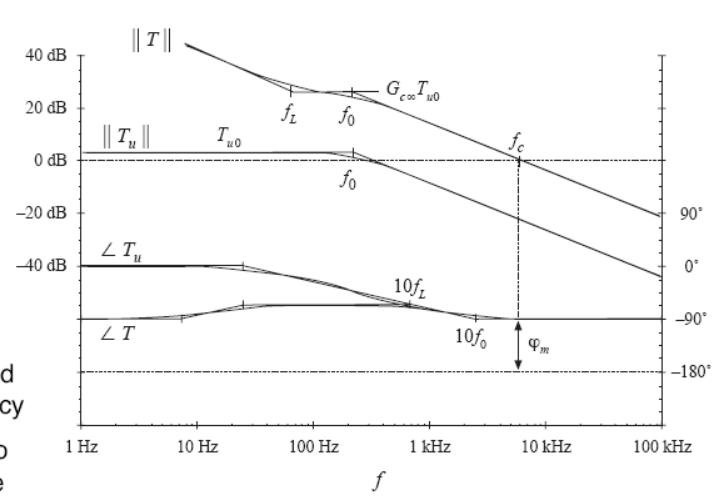 ‖ T ‖
40 dB
G_c∞T_u0
20 dB
f_L
f_0
‖ T_u ‖
T_u0
f_c
0 dB
f_0
–20 dB
90°
∠ T_u
–40 dB
0°
10f_L
∠ T
10f_0
–90°
φ_m
d
–180°
cy
o
e
1 Hz
10 Hz
100 Hz
1 kHz
10 kHz
100 kHz
f